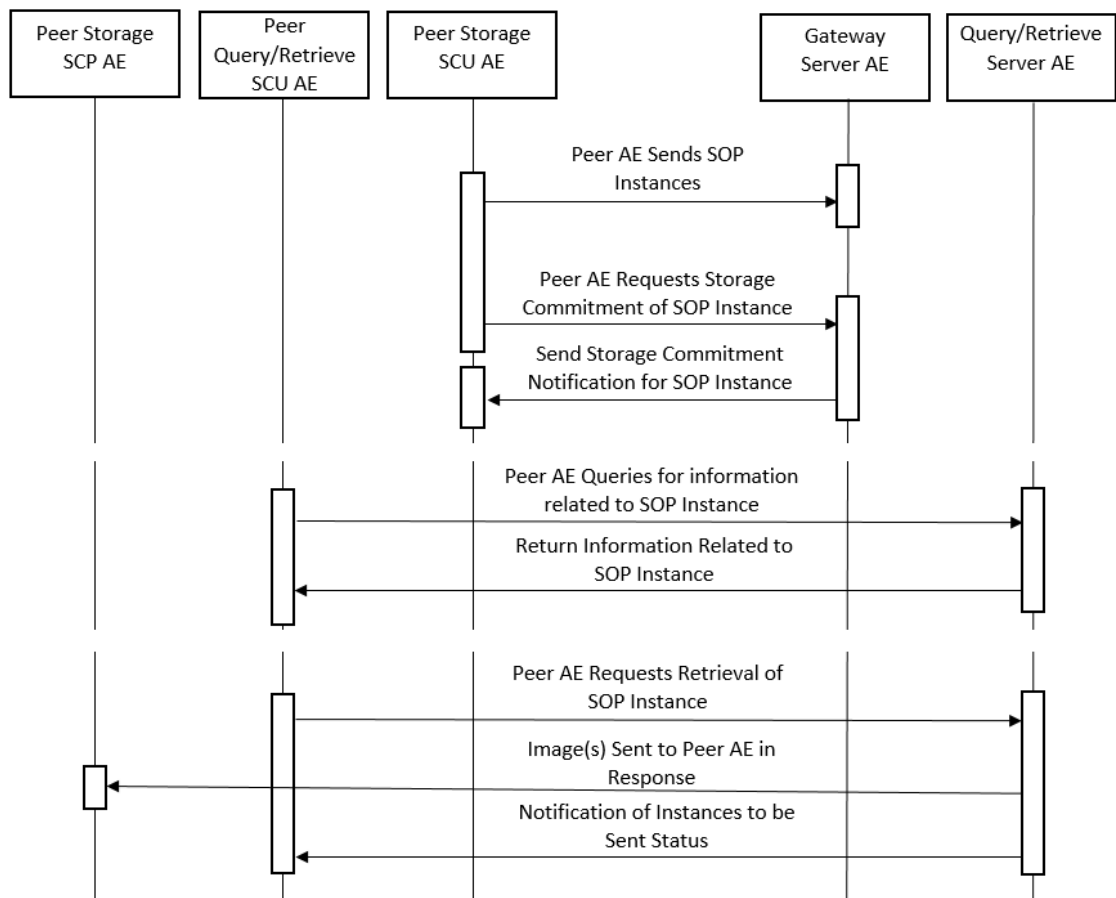 Peer Storage
SCP AE
Peer
Query/Retrieve
SCU AE
Peer Storage
SCU AE
Gateway
Server AE
Query/Retrieve
Server AE
Peer AE Sends SOP
Instances
Peer AE Requests Storage
Commitment of SOP Instance
Send Storage Commitment
Notification for SOP Instance
Peer AE Queries for information
related to SOP Instance
Return Information Related to
SOP Instance
Peer AE Requests Retrieval of
SOP Instance
Image(s) Sent to Peer AE in
Response
Notification of Instances to be
Sent Status